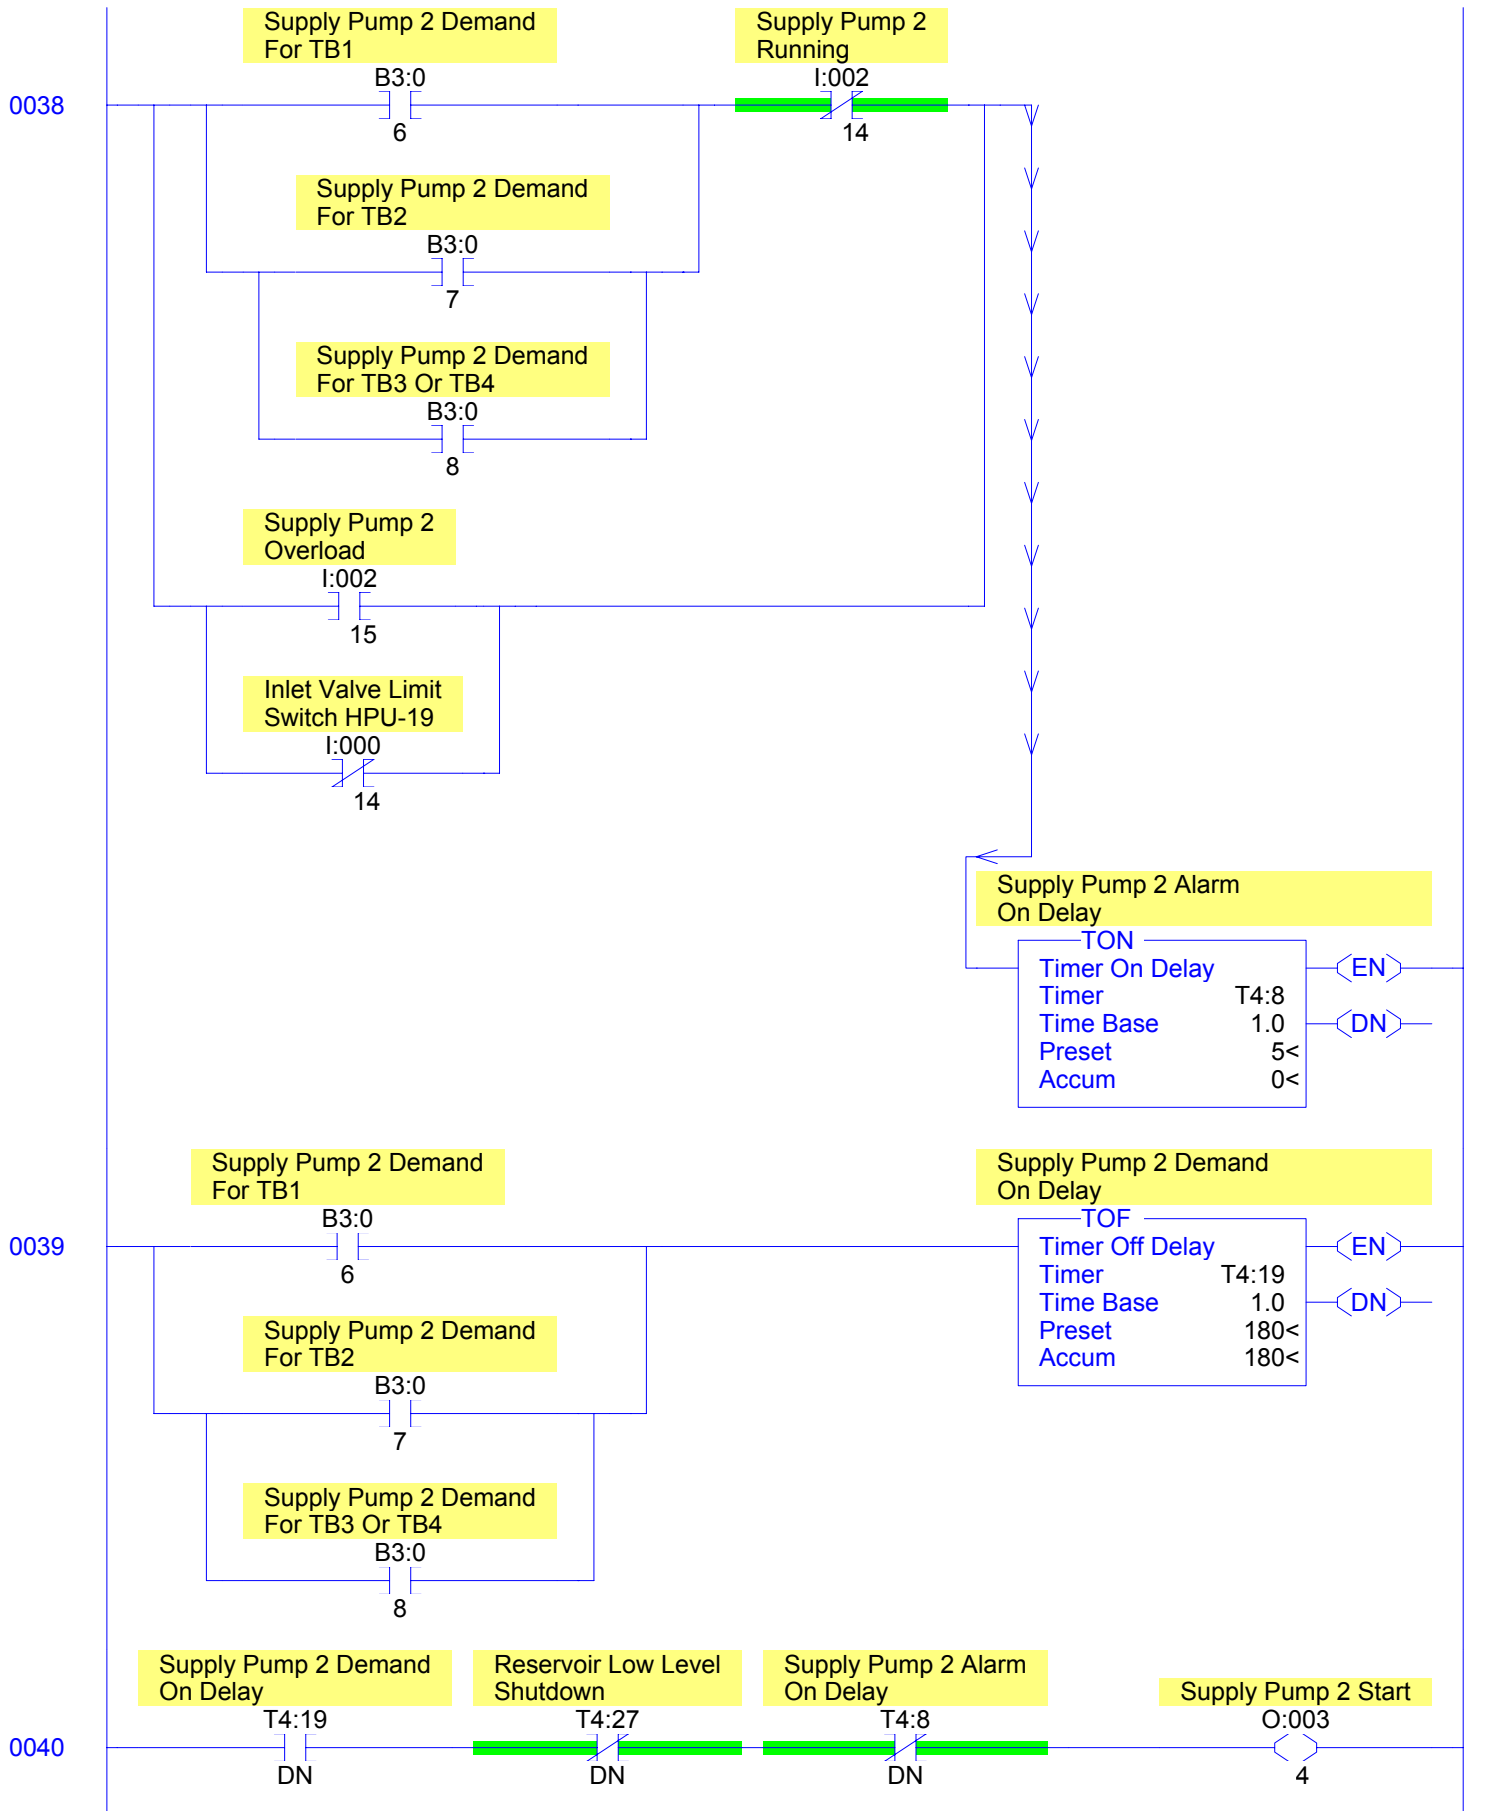 Supply Pump 2 Demand
For TB1
B3:0
6
Supply Pump 2
Running
I:002
14
0038
Supply Pump 2 Demand
For TB2
B3:0
7
Supply Pump 2 Demand
For TB3 Or TB4
B3:0
8
Supply Pump 2
Overload
I:002
15
Inlet Valve Limit
Switch HPU-19
I:000
14
Supply Pump 2 Alarm
On Delay
TON
Timer On Delay
Timer T4:8
Time Base 1.0
Preset 5<
Accum 0<
EN
DN
0039
Supply Pump 2 Demand
For TB1
B3:0
6
Supply Pump 2 Demand
For TB2
B3:0
7
Supply Pump 2 Demand
For TB3 Or TB4
B3:0
8
Supply Pump 2 Demand
On Delay
TOF
Timer Off Delay
Timer T4:19
Time Base 1.0
Preset 180<
Accum 180<
EN
DN
0040
Supply Pump 2 Demand
On Delay
T4:19
DN
Reservoir Low Level
Shutdown
T4:27
DN
Supply Pump 2 Alarm
On Delay
T4:8
DN
Supply Pump 2 Start
O:003
4